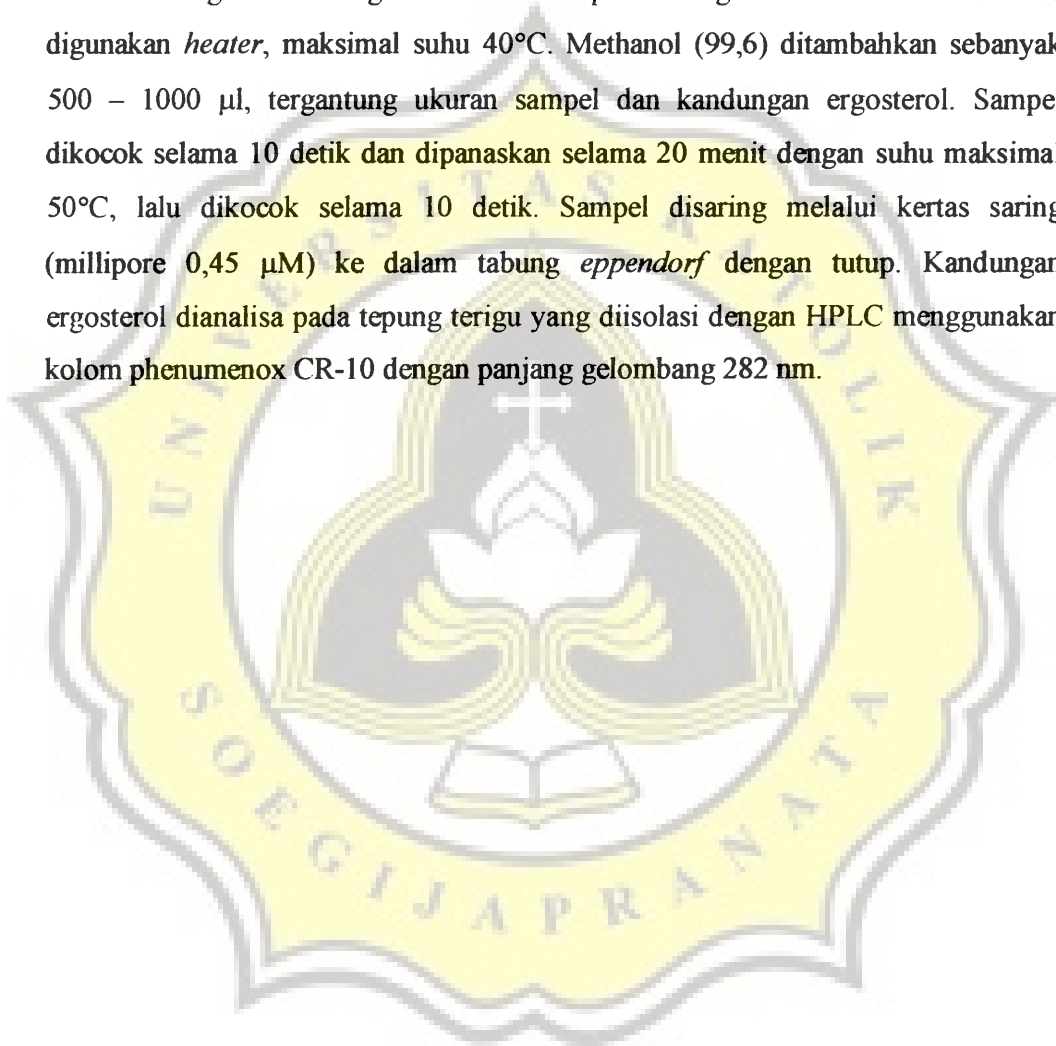 digunakan heater, maksimal suhu 40°C. Methanol (99,6) ditambahkan sebanyak
500 – 1000 µl, tergantung ukuran sampel dan kandungan ergosterol. Sampel
dikocok selama 10 detik dan dipanaskan selama 20 menit dengan suhu maksimal
50°C, lalu dikocok selama 10 detik. Sampel disaring melalui kertas saring
(millipore 0,45 µM) ke dalam tabung eppendorf dengan tutup. Kandungan
ergosterol dianalisa pada tepung terigu yang diisolasi dengan HPLC menggunakan
kolom phenumenox CR-10 dengan panjang gelombang 282 nm.
UNIVERSITAS KATOLIK
SOEGIJAPRANATA